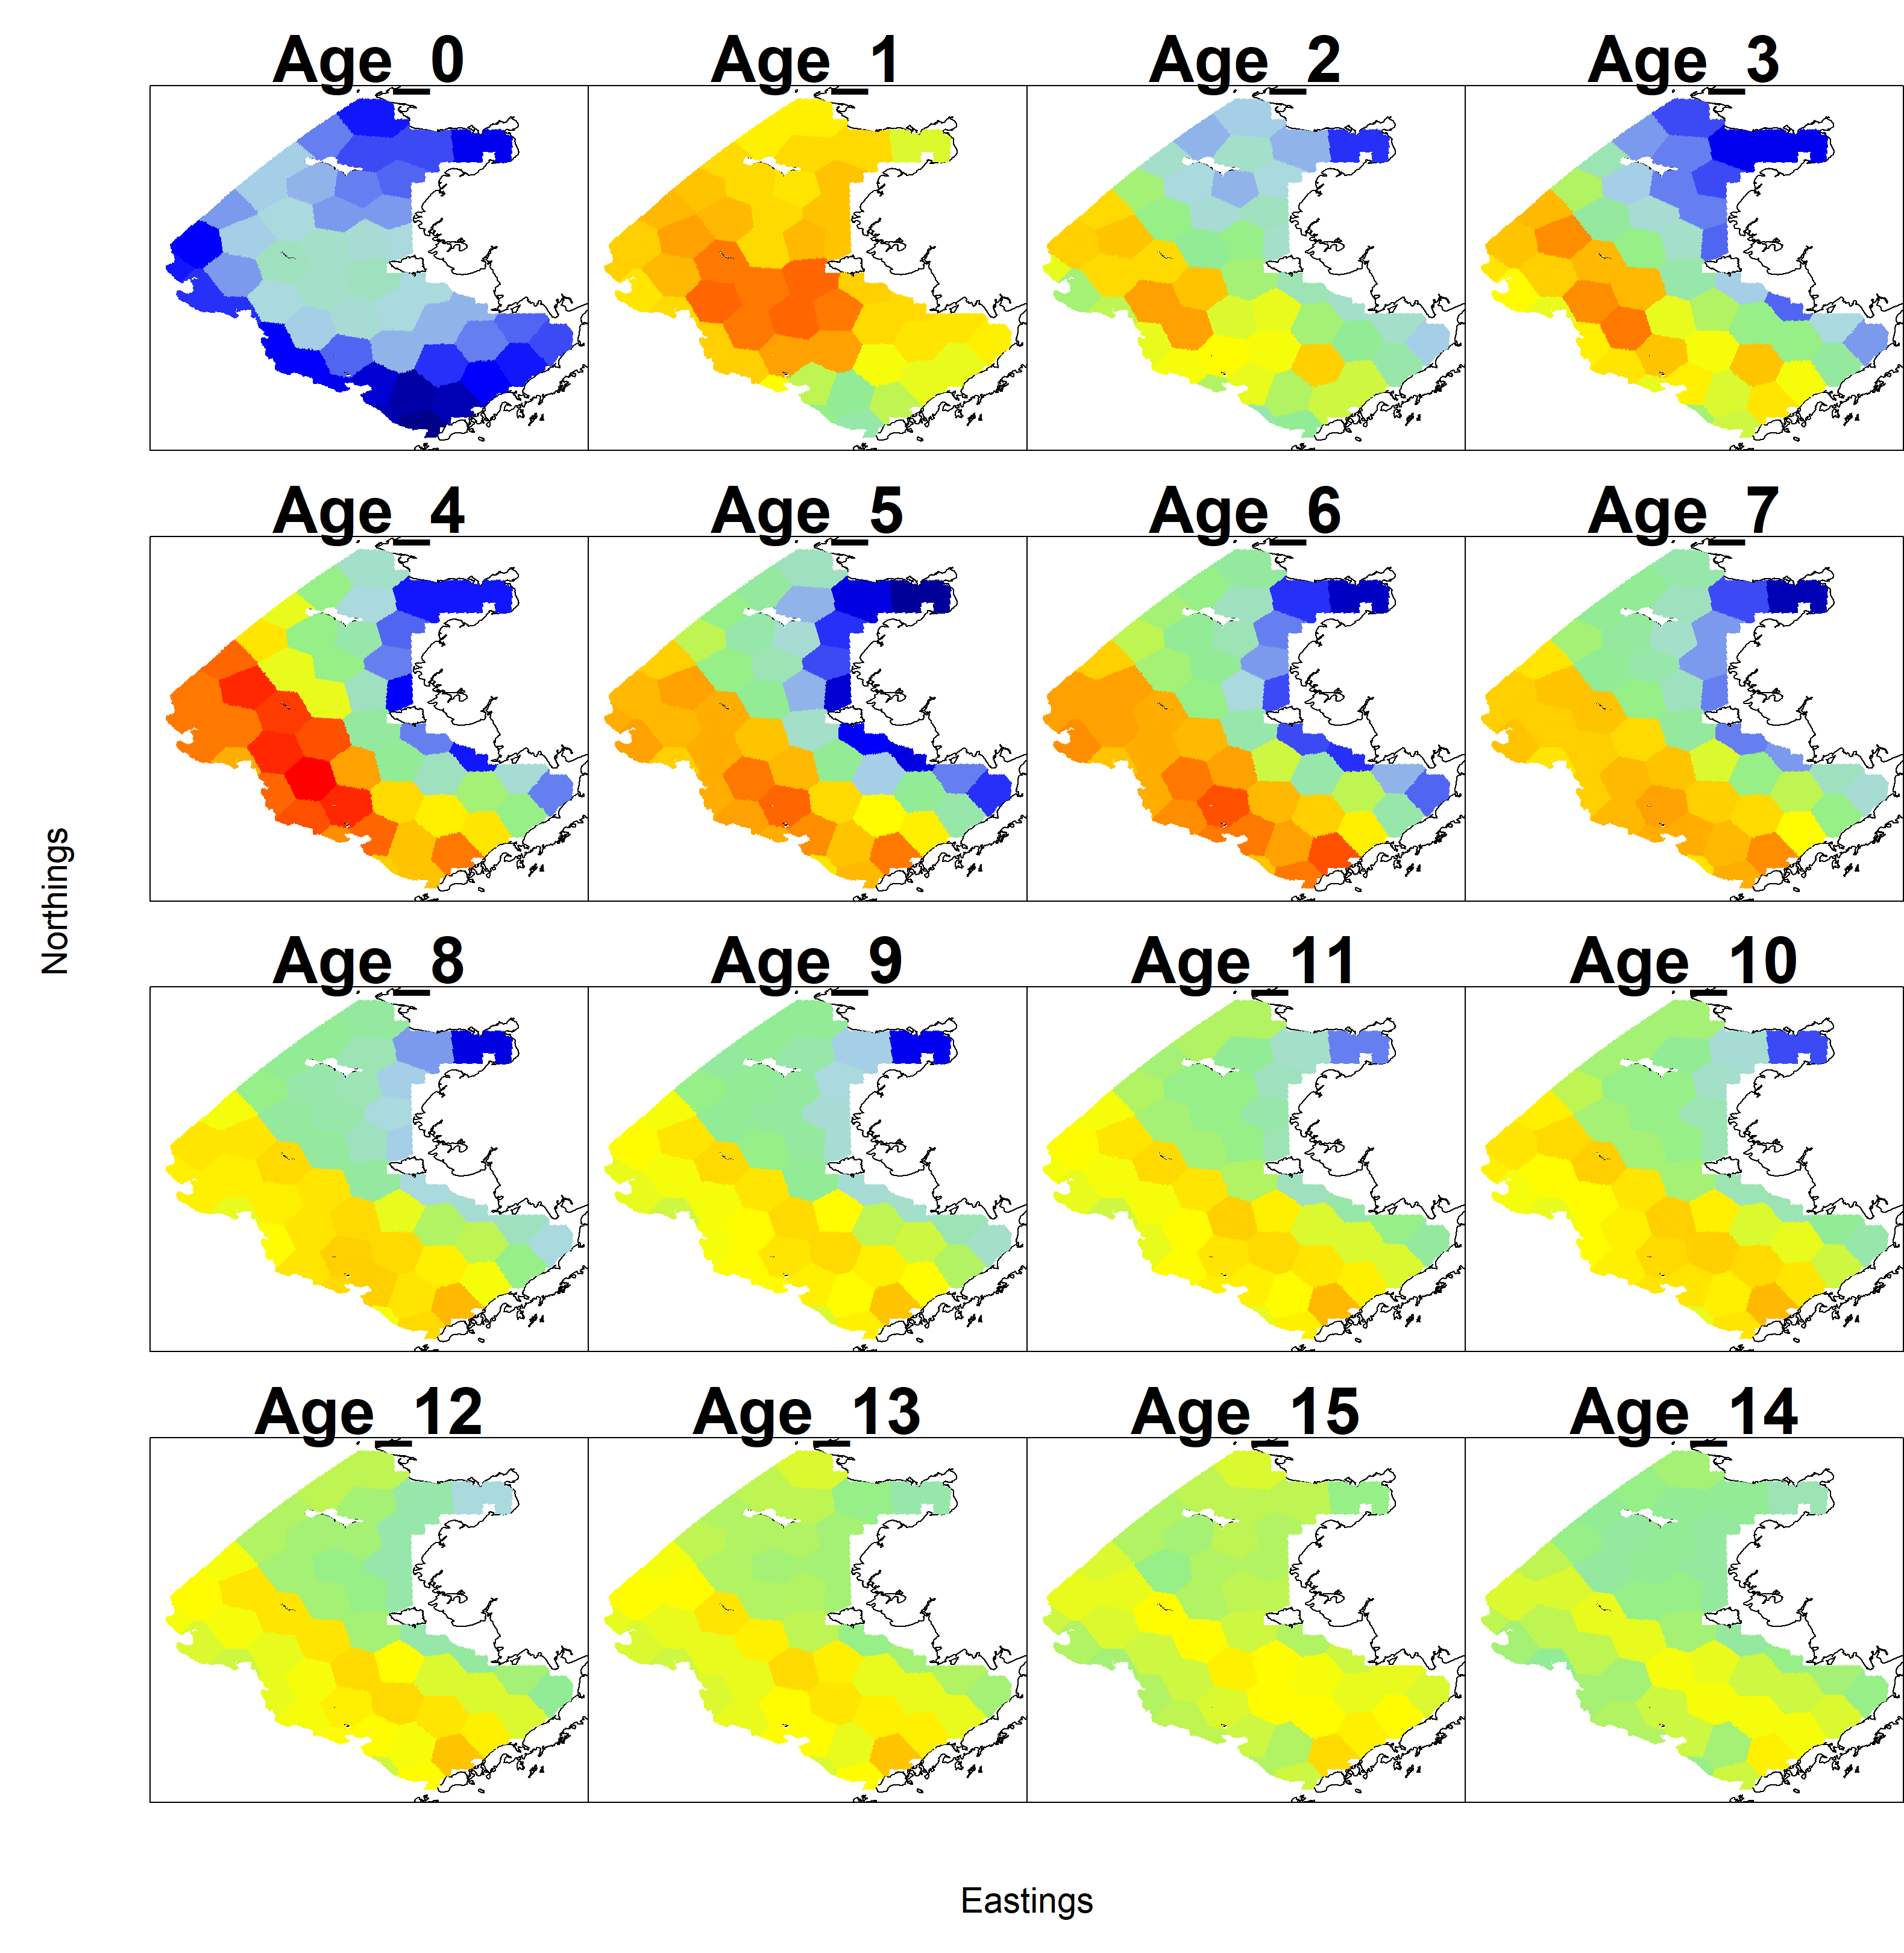 Age_0 Age_1 Age_2 Age_3
Age_4 Age_5 Age_6 Age_7
Northings
Age_8 Age_9 Age_11 Age_10
Age_12 Age_13 Age_15 Age_14
Eastings